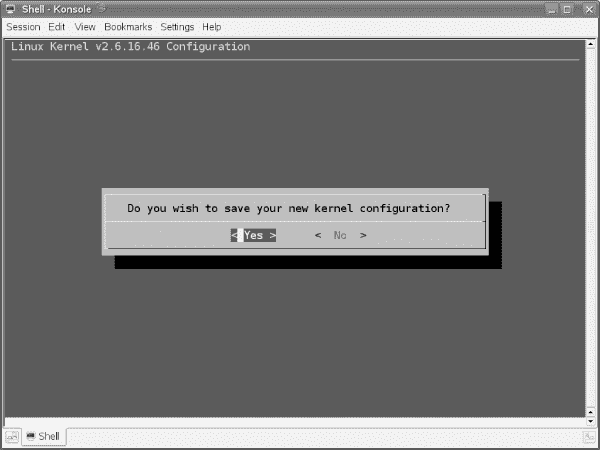 Shell - Konsole
Session Edit View Bookmarks Settings Help
Linux Kernel v2.6.16.46 Configuration
Do you wish to save your new kernel configuration?
< Yes > < No >
Shell